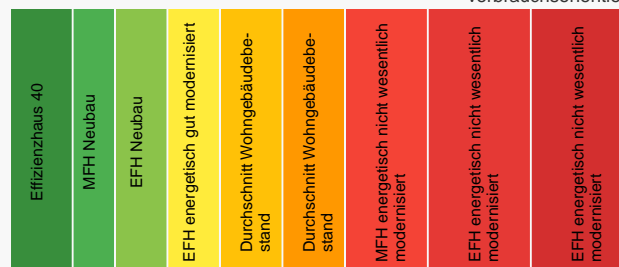 Effizienzhaus 40
MFH Neubau
EFH Neubau
EFH energetisch gut modernisiert
Durchschnitt Wohngebäudebe-
stand
Durchschnitt Wohngebäudebe-
stand
MFH energetisch nicht wesentlich
modernisiert
EFH energetisch nicht wesentlich
modernisiert
EFH energetisch nicht wesentlich
modernisiert